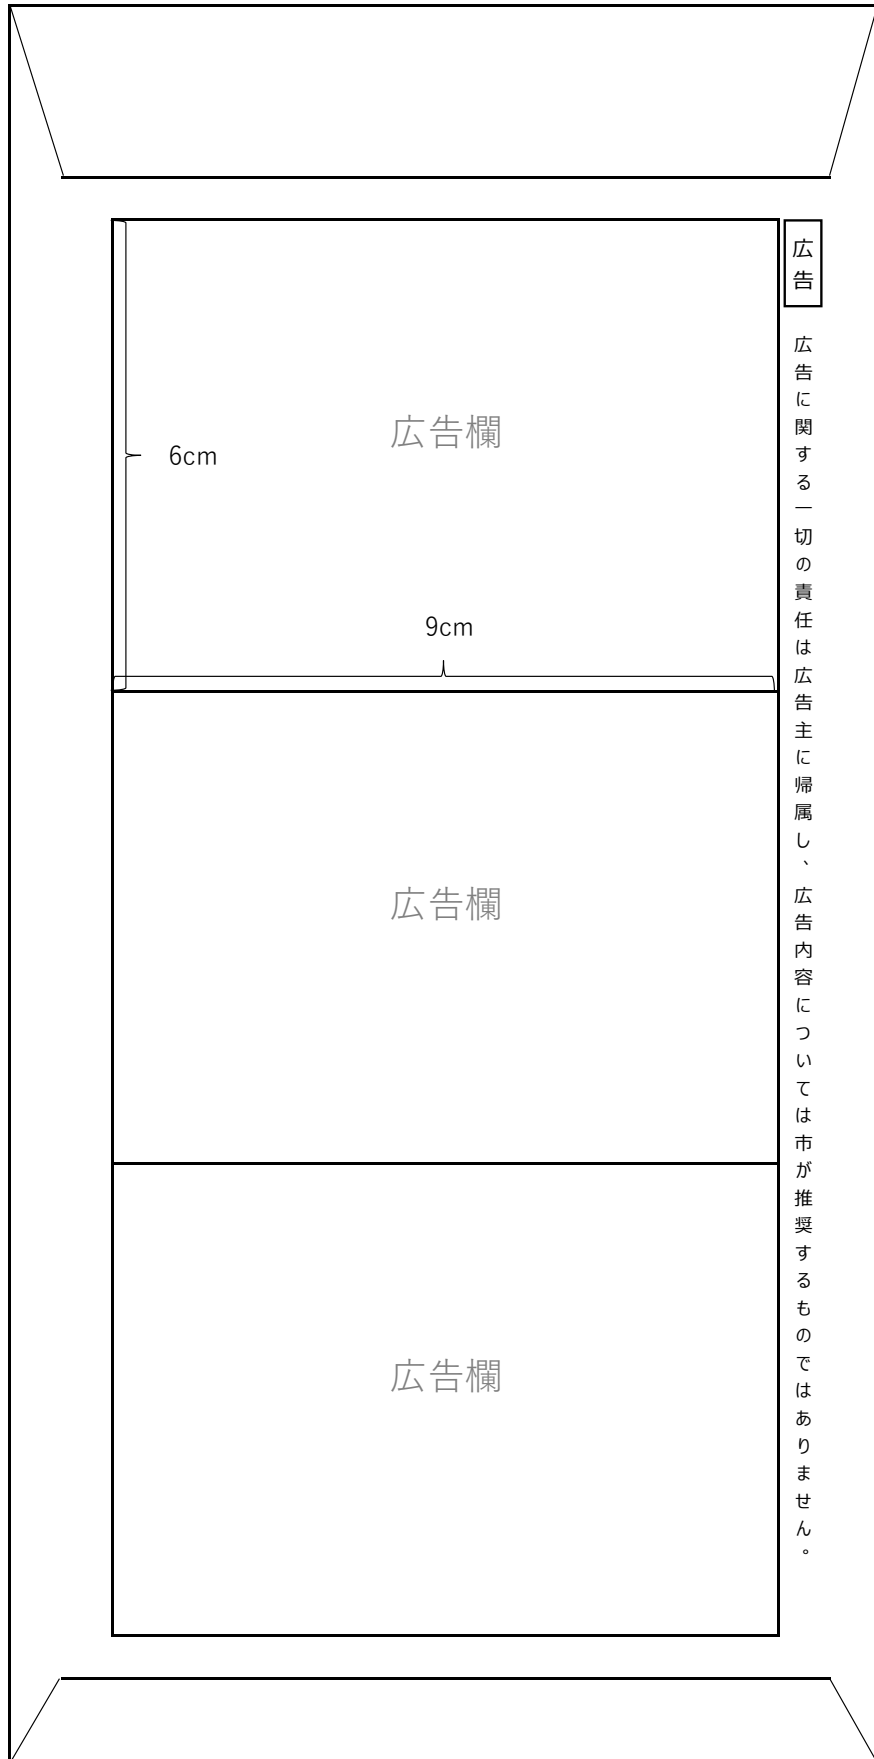 広告
広告に関する一切の責任は広告主に帰属し、広告内容については市が推奨するものではありません。
広告欄
6cm
9cm
広告欄
広告欄